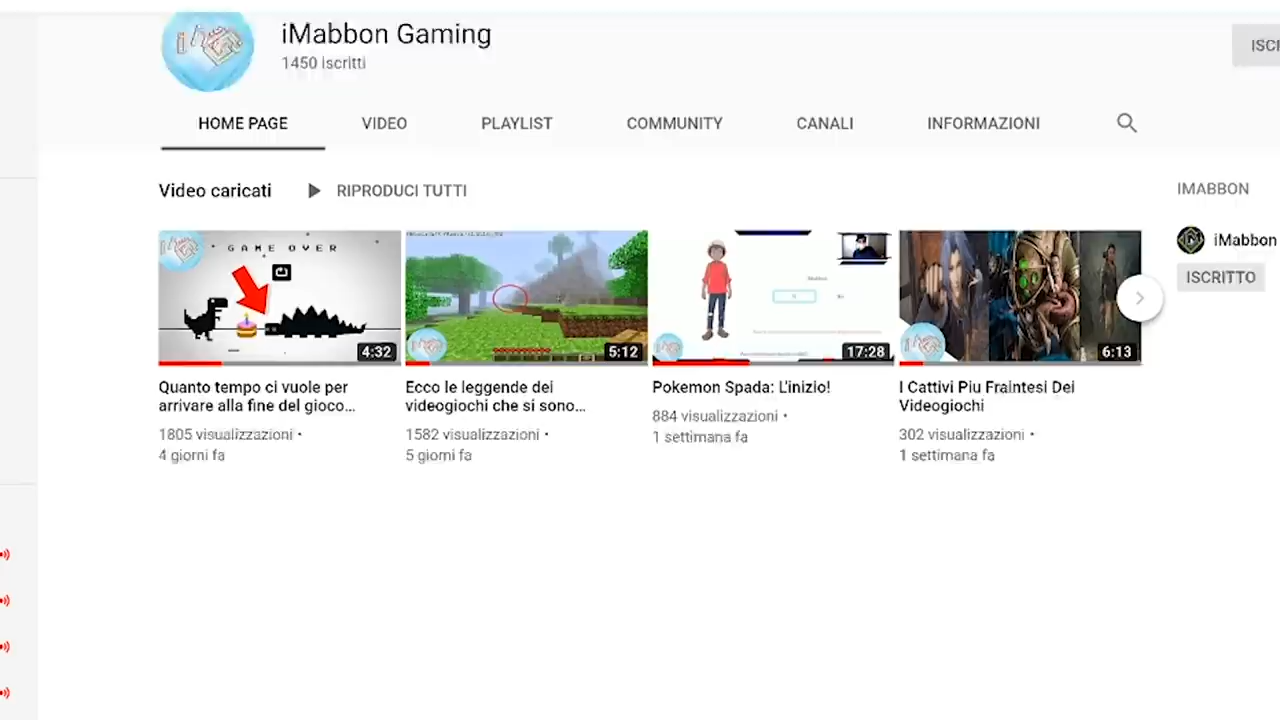 iMabbon Gaming
1450 iscritti
ISCI
HOME PAGE
VIDEO
PLAYLIST
COMMUNITY
CANALI
INFORMAZIONI
Video caricati
RIPRODUCI TUTTI
IMABBON
GAME OVER
4:32
5:12
17:28
6:13
iMabbon
ISCRITTO
Quanto tempo ci vuole per
arrivare alla fine del gioco...
1805 visualizzazioni •
4 giorni fa
Ecco le leggende dei
videogiochi che si sono...
1582 visualizzazioni •
5 giorni fa
Pokemon Spada: L'inizio!
884 visualizzazioni •
1 settimana fa
I Cattivi Piu Fraintesi Dei
Videogiochi
302 visualizzazioni •
1 settimana fa